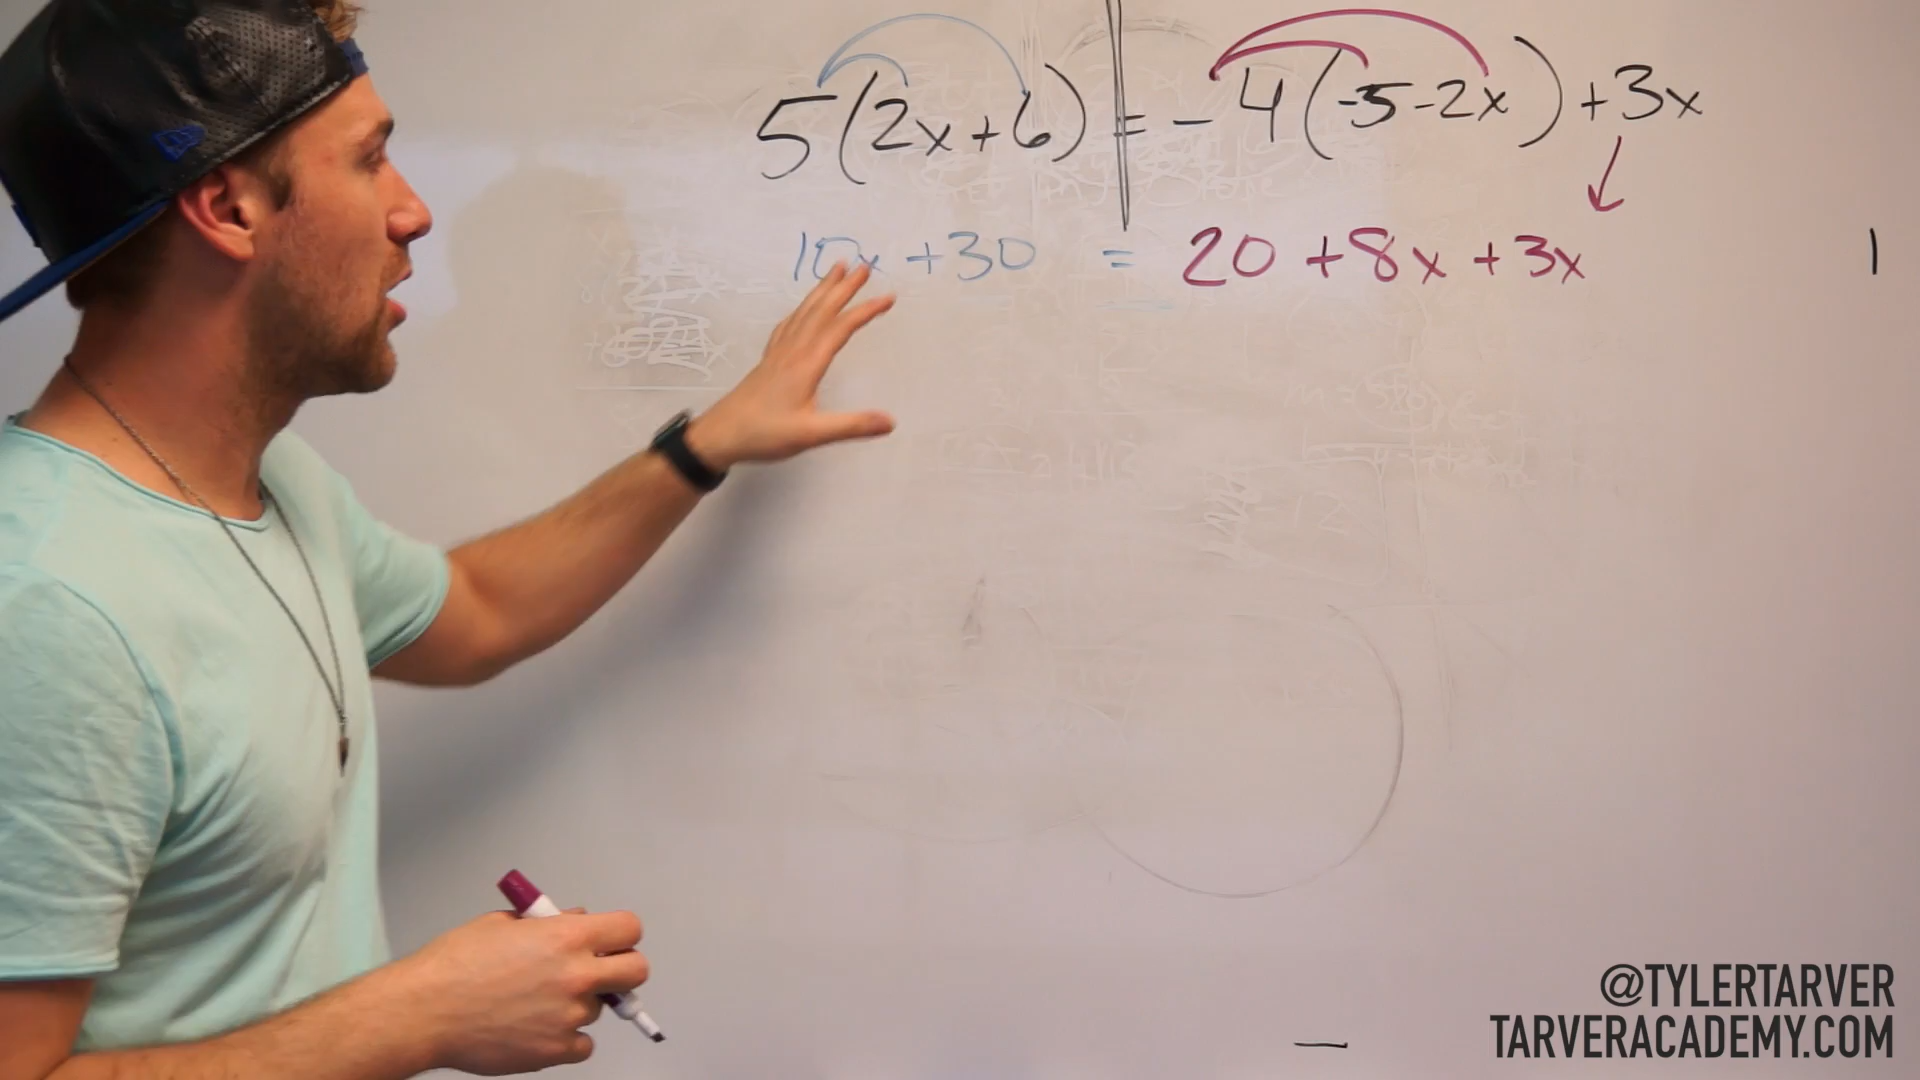 5(2x+6) = -4(-5-2x)+3x
10x+30 = 20+8x+3x
@TYLERTARVER
TARVERACADEMY.COM